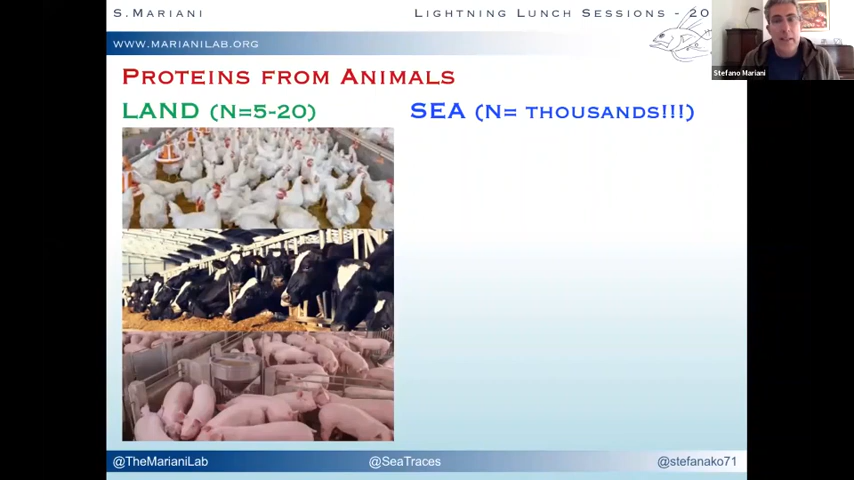 S.Mariani
Lightning Lunch Sessions - 20
www.marianilab.org
Stefano Mariani
Proteins from Animals
LAND (N=5-20)
SEA (N= thousands!!!)
@TheMarianiLab
@SeaTraces
@stefanako71